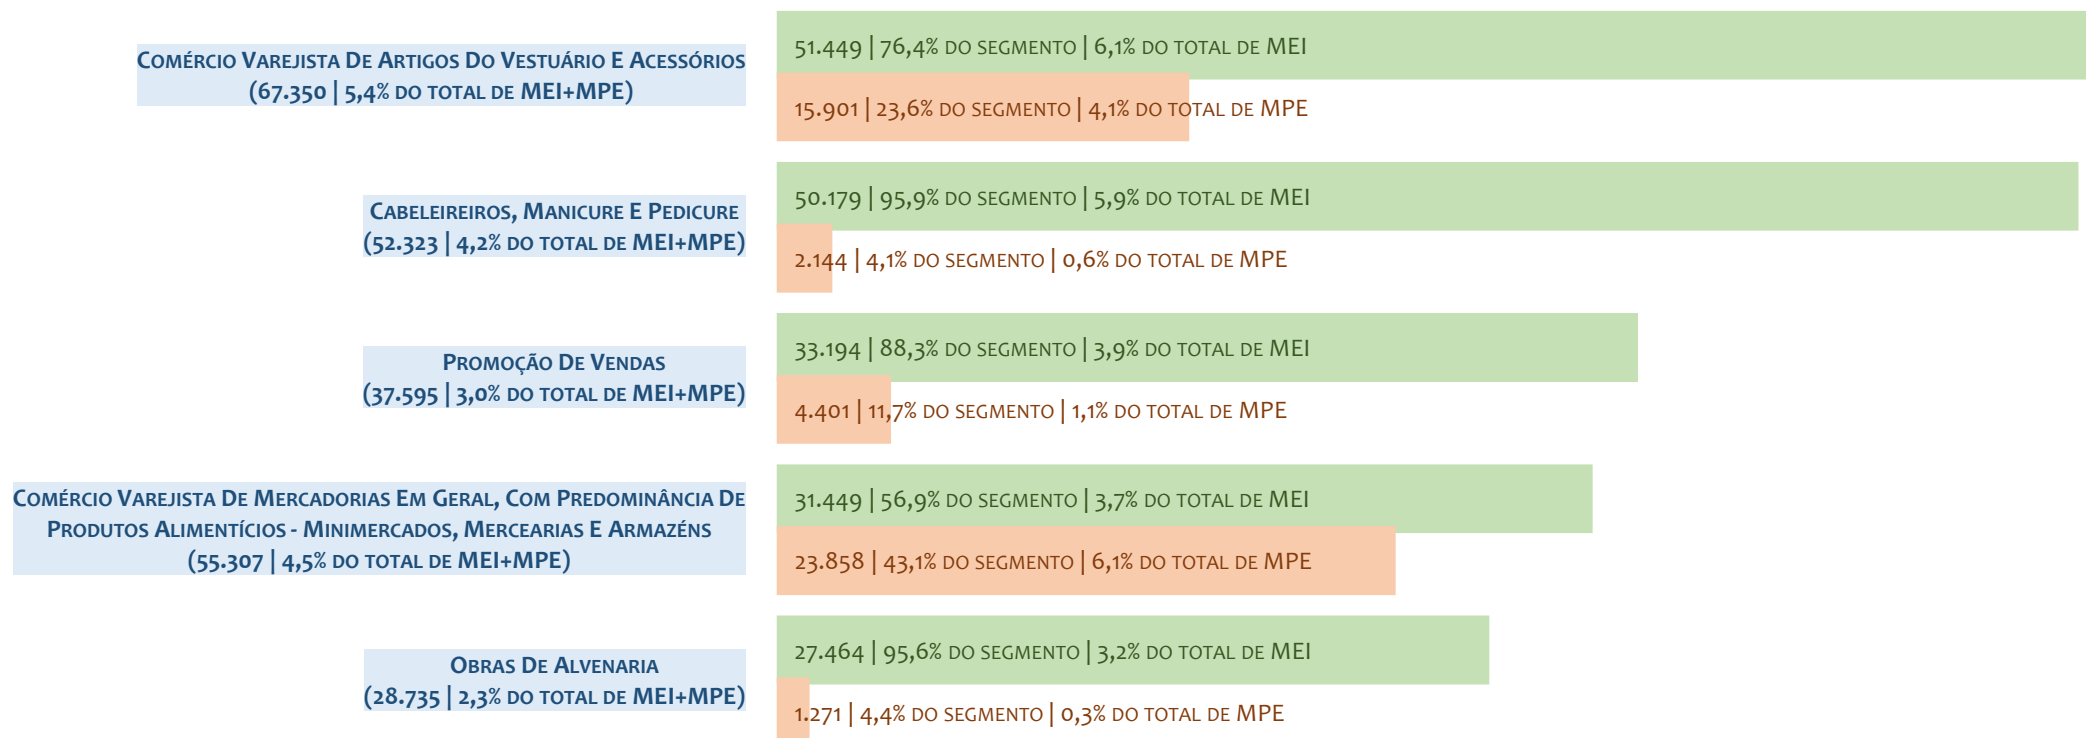 Comércio Varejista De Artigos Do Vestuário E Acessórios
(67.350 | 5,4% do total de MEI+MPE)
51.449 | 76,4% do segmento | 6,1% do total de MEI
15.901 | 23,6% do segmento | 4,1% do total de MPE
Cabeleireiros, Manicure E Pedicure
(52.323 | 4,2% do total de MEI+MPE)
50.179 | 95,9% do segmento | 5,9% do total de MEI
2.144 | 4,1% do segmento | 0,6% do total de MPE
Promoção De Vendas
(37.595 | 3,0% do total de MEI+MPE)
33.194 | 88,3% do segmento | 3,9% do total de MEI
4.401 | 11,7% do segmento | 1,1% do total de MPE
Comércio Varejista De Mercadorias Em Geral, Com Predominância De
Produtos Alimentícios - Minimercados, Mercearias E Armazéns
(55.307 | 4,5% do total de MEI+MPE)
31.449 | 56,9% do segmento | 3,7% do total de MEI
23.858 | 43,1% do segmento | 6,1% do total de MPE
Obras De Alvenaria
(28.735 | 2,3% do total de MEI+MPE)
27.464 | 95,6% do segmento | 3,2% do total de MEI
1.271 | 4,4% do segmento | 0,3% do total de MPE